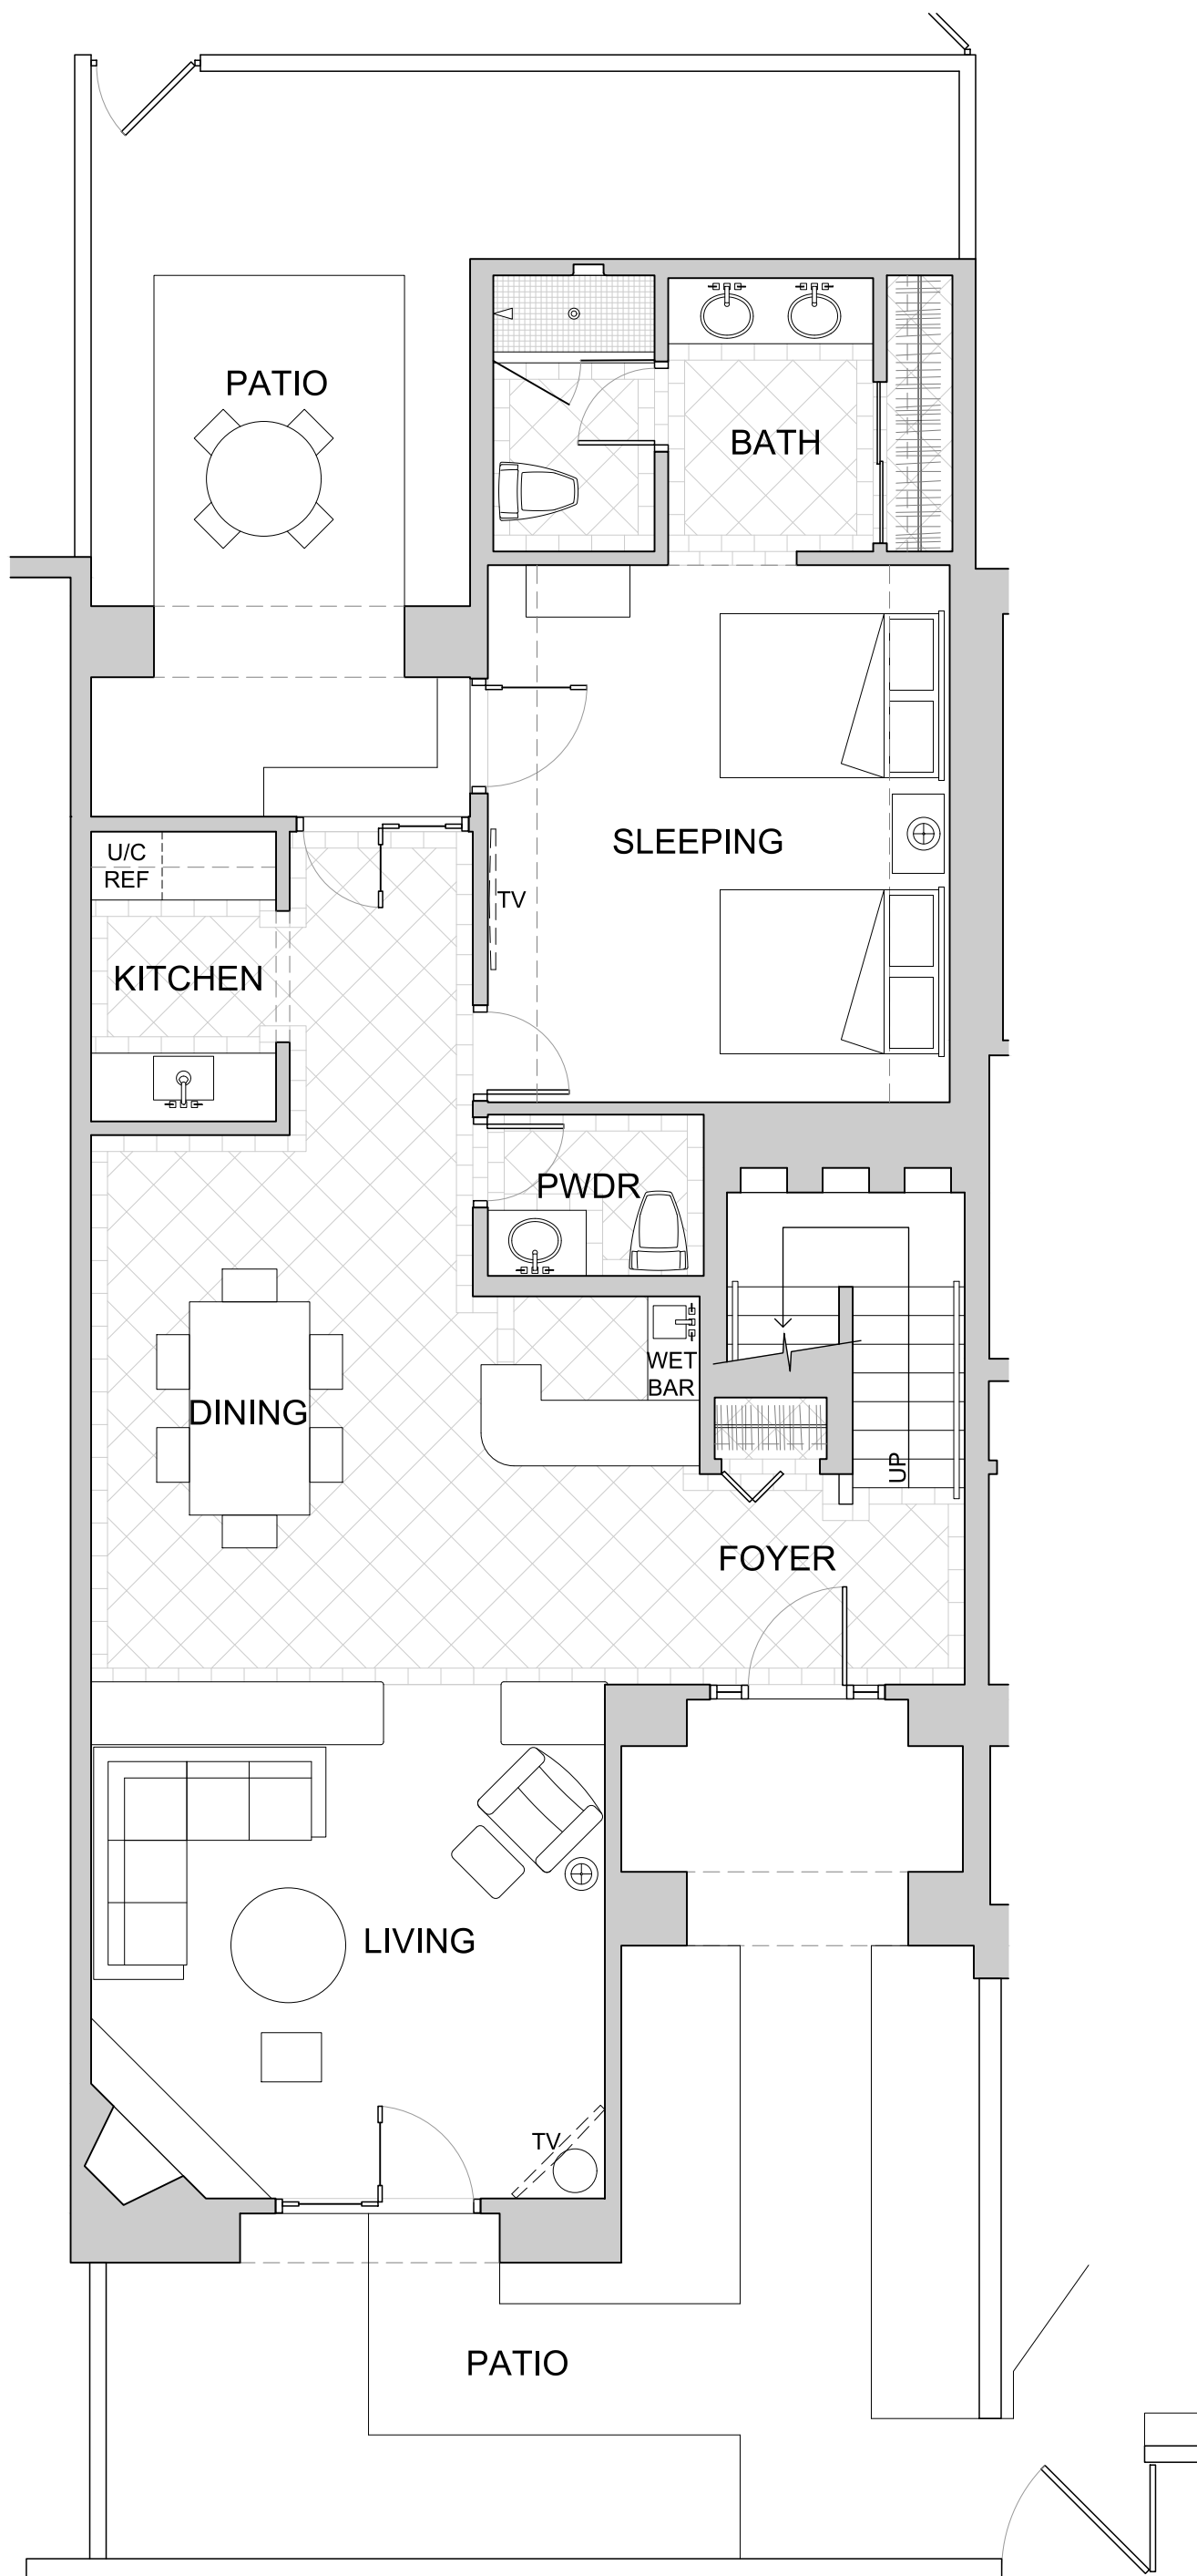 PATIO
BATH
U/C
REF
SLEEPING
TV
KITCHEN
PWDR
WET
BAR
DINING
UP
FOYER
LIVING
TV
PATIO